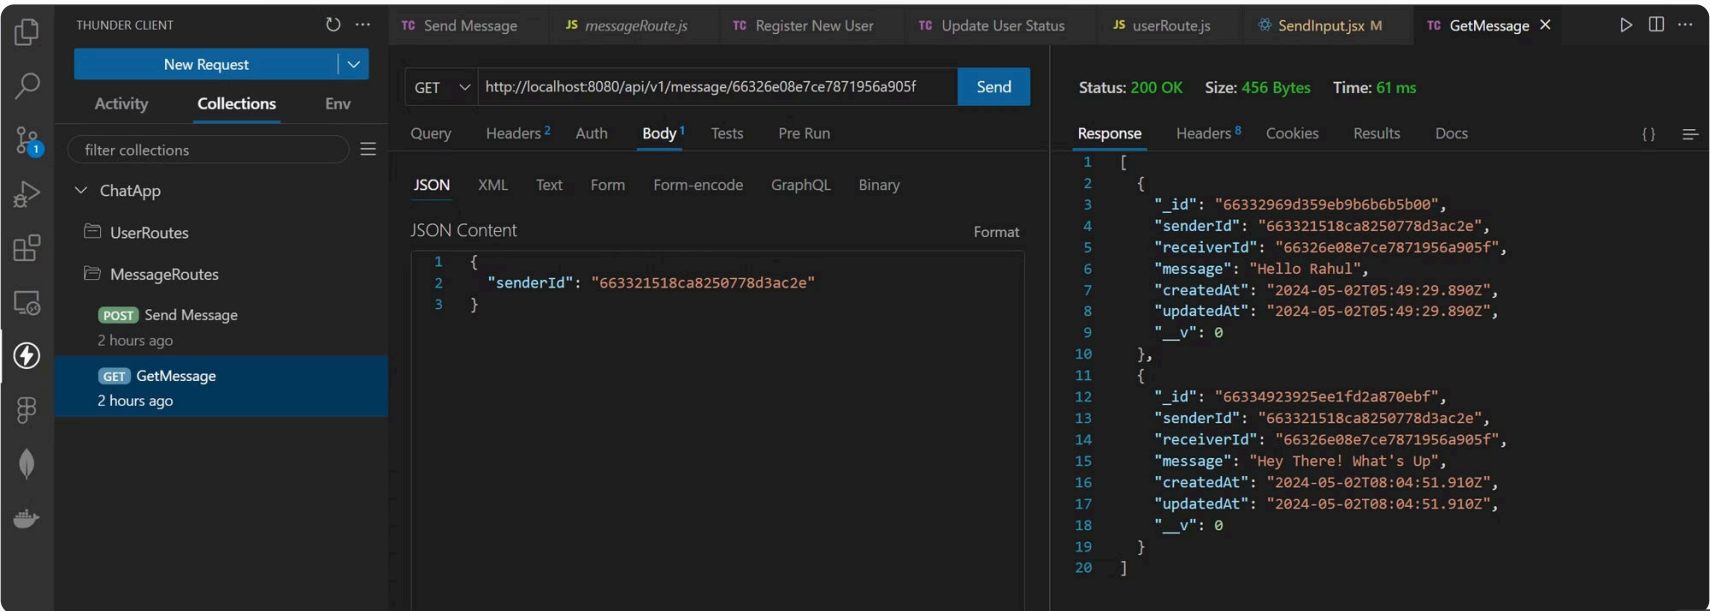 THUNDER CLIENT
TC Send Message JS messageRoute.js TC Register New User TC Update User Status JS userRoute.js SendInput.jsx M TC GetMessage
New Request
Activity Collections Env
filter collections
1
ChatApp
UserRoutes
MessageRoutes
POST Send Message
2 hours ago
GET GetMessage
2 hours ago
GET http://localhost:8080/api/v1/message/66326e08e7ce7871956a905f Send
Query Headers 2 Auth Body 1 Tests Pre Run
JSON XML Text Form Form-encode GraphQL Binary
JSON Content Format
1 {
2 "senderId": "663321518ca8250778d3ac2e"
3 }
Status: 200 OK Size: 456 Bytes Time: 61 ms
Response Headers 8 Cookies Results Docs { }
1 [
2 {
3 "_id": "66332969d359eb9b6b6b5b00",
4 "senderId": "663321518ca8250778d3ac2e",
5 "receiverId": "66326e08e7ce7871956a905f",
6 "message": "Hello Rahul",
7 "createdAt": "2024-05-02T05:49:29.890Z",
8 "updatedAt": "2024-05-02T05:49:29.890Z",
9 "__v": 0
10 },
11 {
12 "_id": "66334923925ee1fd2a870ebf",
13 "senderId": "663321518ca8250778d3ac2e",
14 "receiverId": "66326e08e7ce7871956a905f",
15 "message": "Hey There! What's Up",
16 "createdAt": "2024-05-02T08:04:51.910Z",
17 "updatedAt": "2024-05-02T08:04:51.910Z",
18 "__v": 0
19 }
20 ]